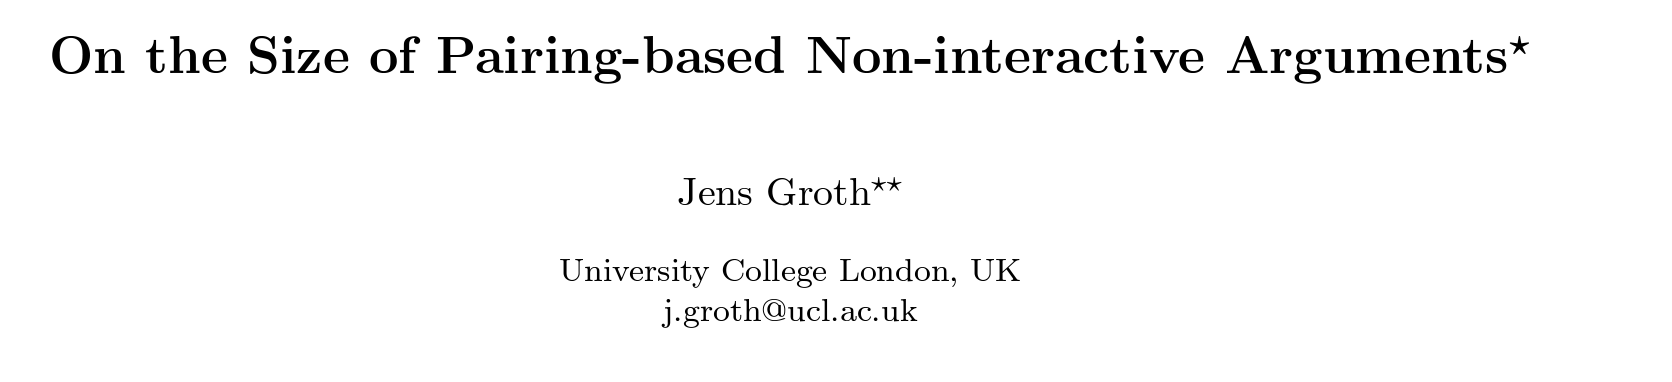 On the Size of Pairing-based Non-interactive Arguments⋆
Jens Groth⋆⋆
University College London, UK
j.groth@ucl.ac.uk